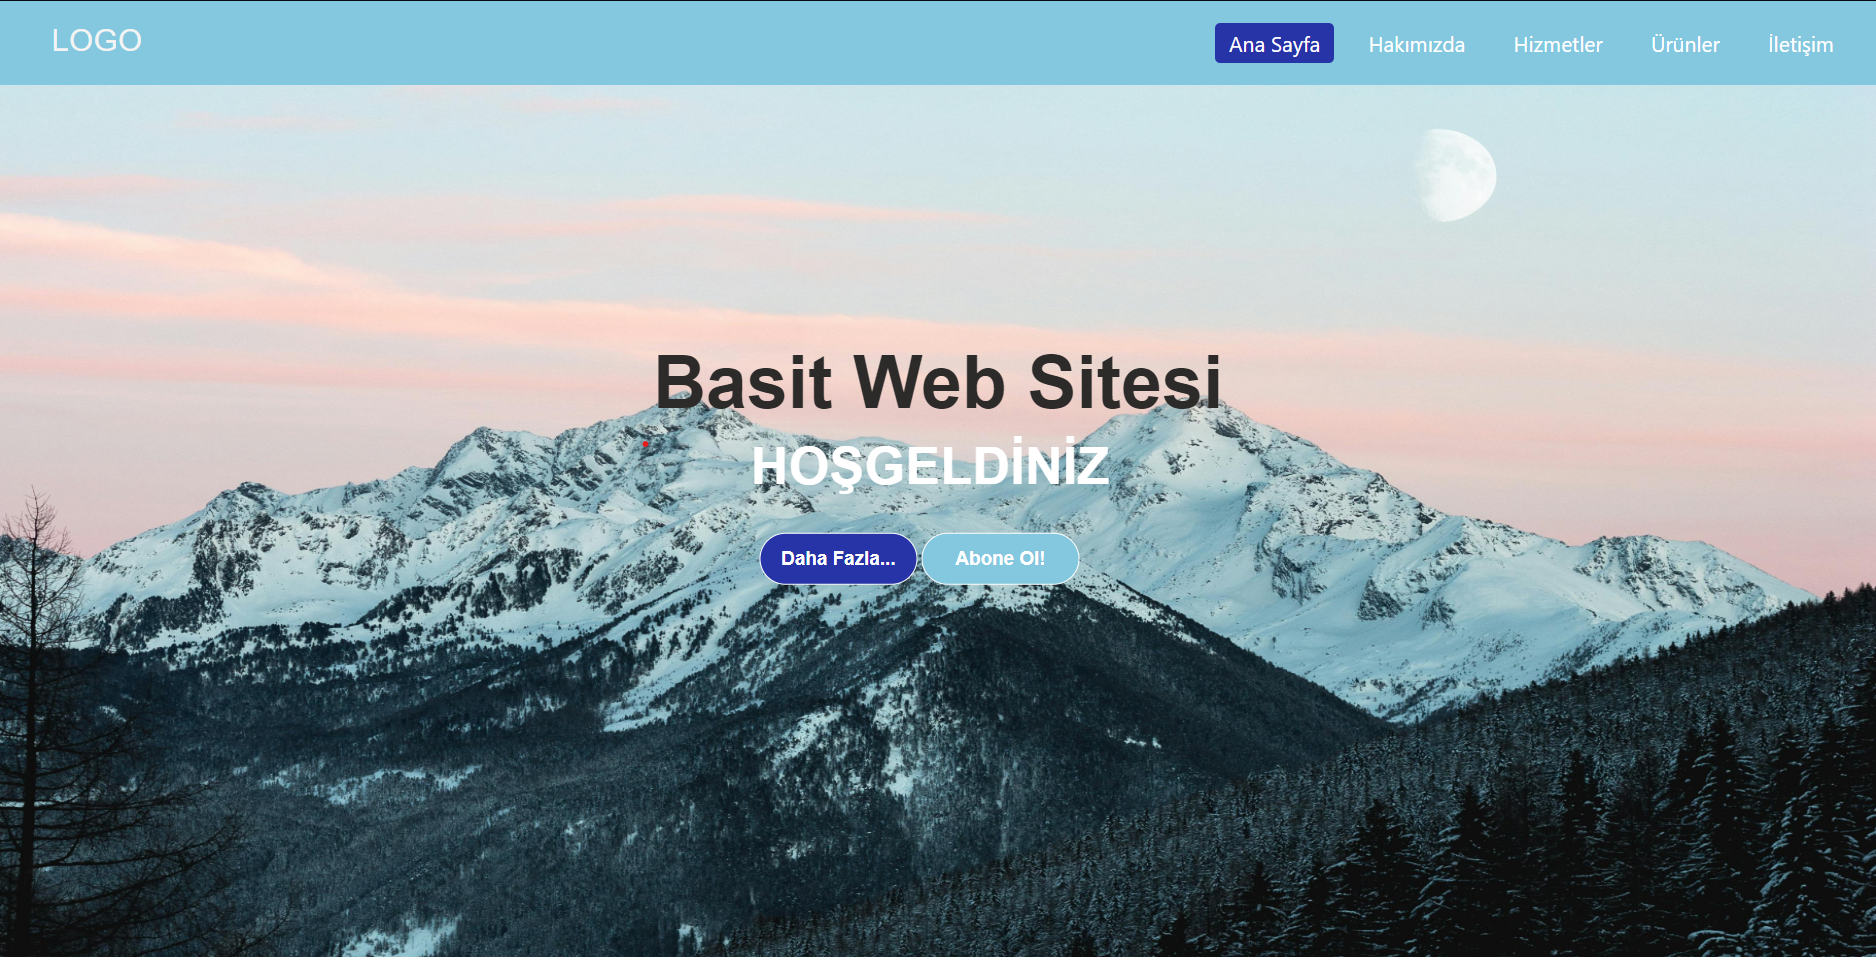 LOGO
Ana Sayfa Hakımızda Hizmetler Ürünler İletişim
Basit Web Sitesi
HOŞGELDİNİZ
Daha Fazla... Abone Ol!